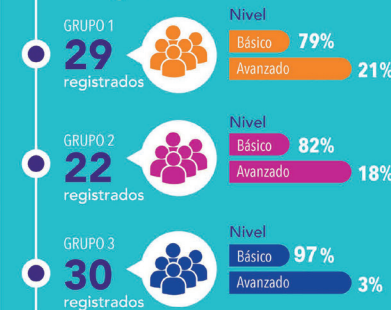 GRUPO 1
29
registrados
Nivel
Básico 79%
Avanzado 21%
GRUPO 2
22
registrados
Nivel
Básico 82%
Avanzado 18%
GRUPO 3
30
registrados
Nivel
Básico 97%
Avanzado 3%